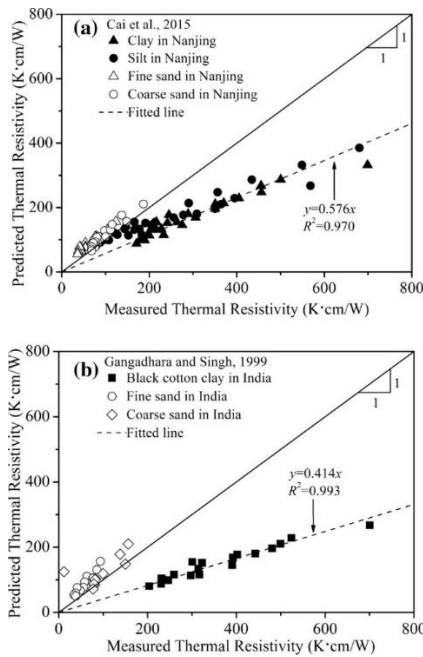 (a)
Cai et al., 2015
Clay in Nanjing
Silt in Nanjing
Fine sand in Nanjing
Coarse sand in Nanjing
Fitted line
1
1
y=0.576x
R²=0.970
800
600
400
200
0
0 200 400 600 800
Predicted Thermal Resistivity (K·cm/W)
Measured Thermal Resistivity (K·cm/W)
(b)
Gangadhara and Singh, 1999
Black cotton clay in India
Fine sand in India
Coarse sand in India
Fitted line
1
1
y=0.414x
R²=0.993
800
600
400
200
0
0 200 400 600 800
Predicted Thermal Resistivity (K·cm/W)
Measured Thermal Resistivity (K·cm/W)